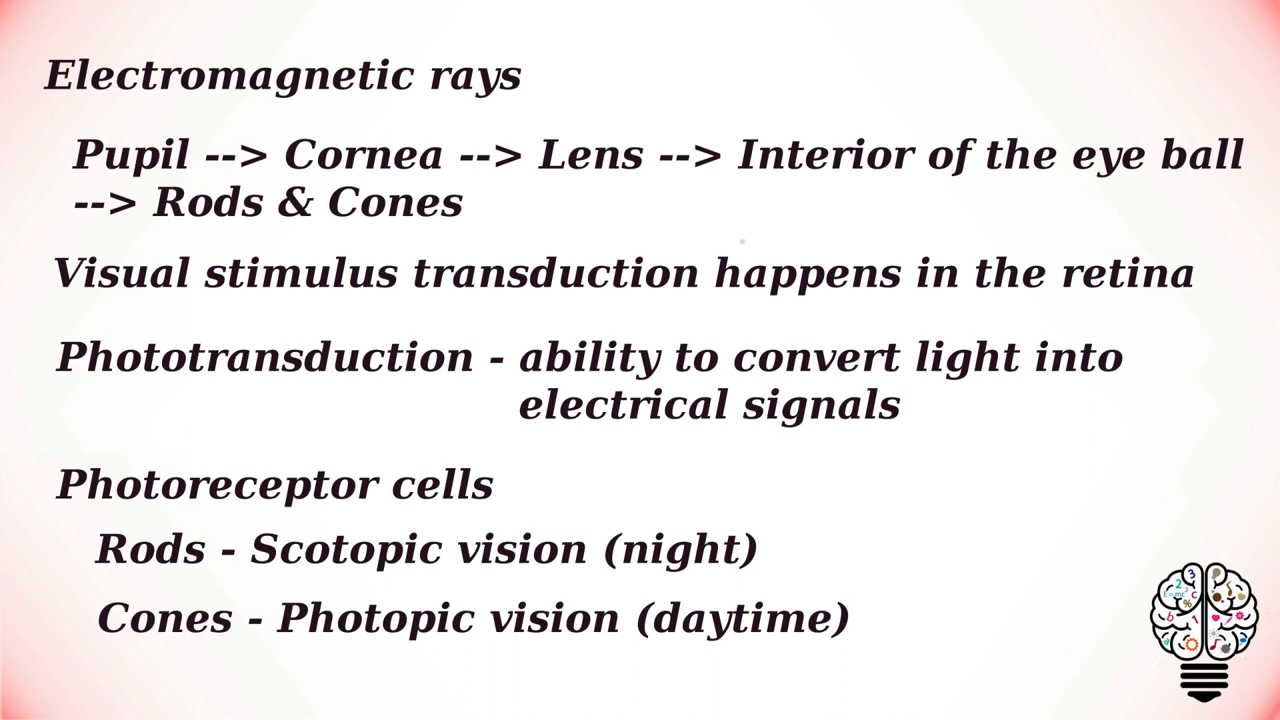 Electromagnetic rays
Pupil --> Cornea --> Lens --> Interior of the eye ball
--> Rods & Cones
Visual stimulus transduction happens in the retina
Phototransduction - ability to convert light into
electrical signals
Photoreceptor cells
Rods - Scotopic vision (night)
Cones - Photopic vision (daytime)